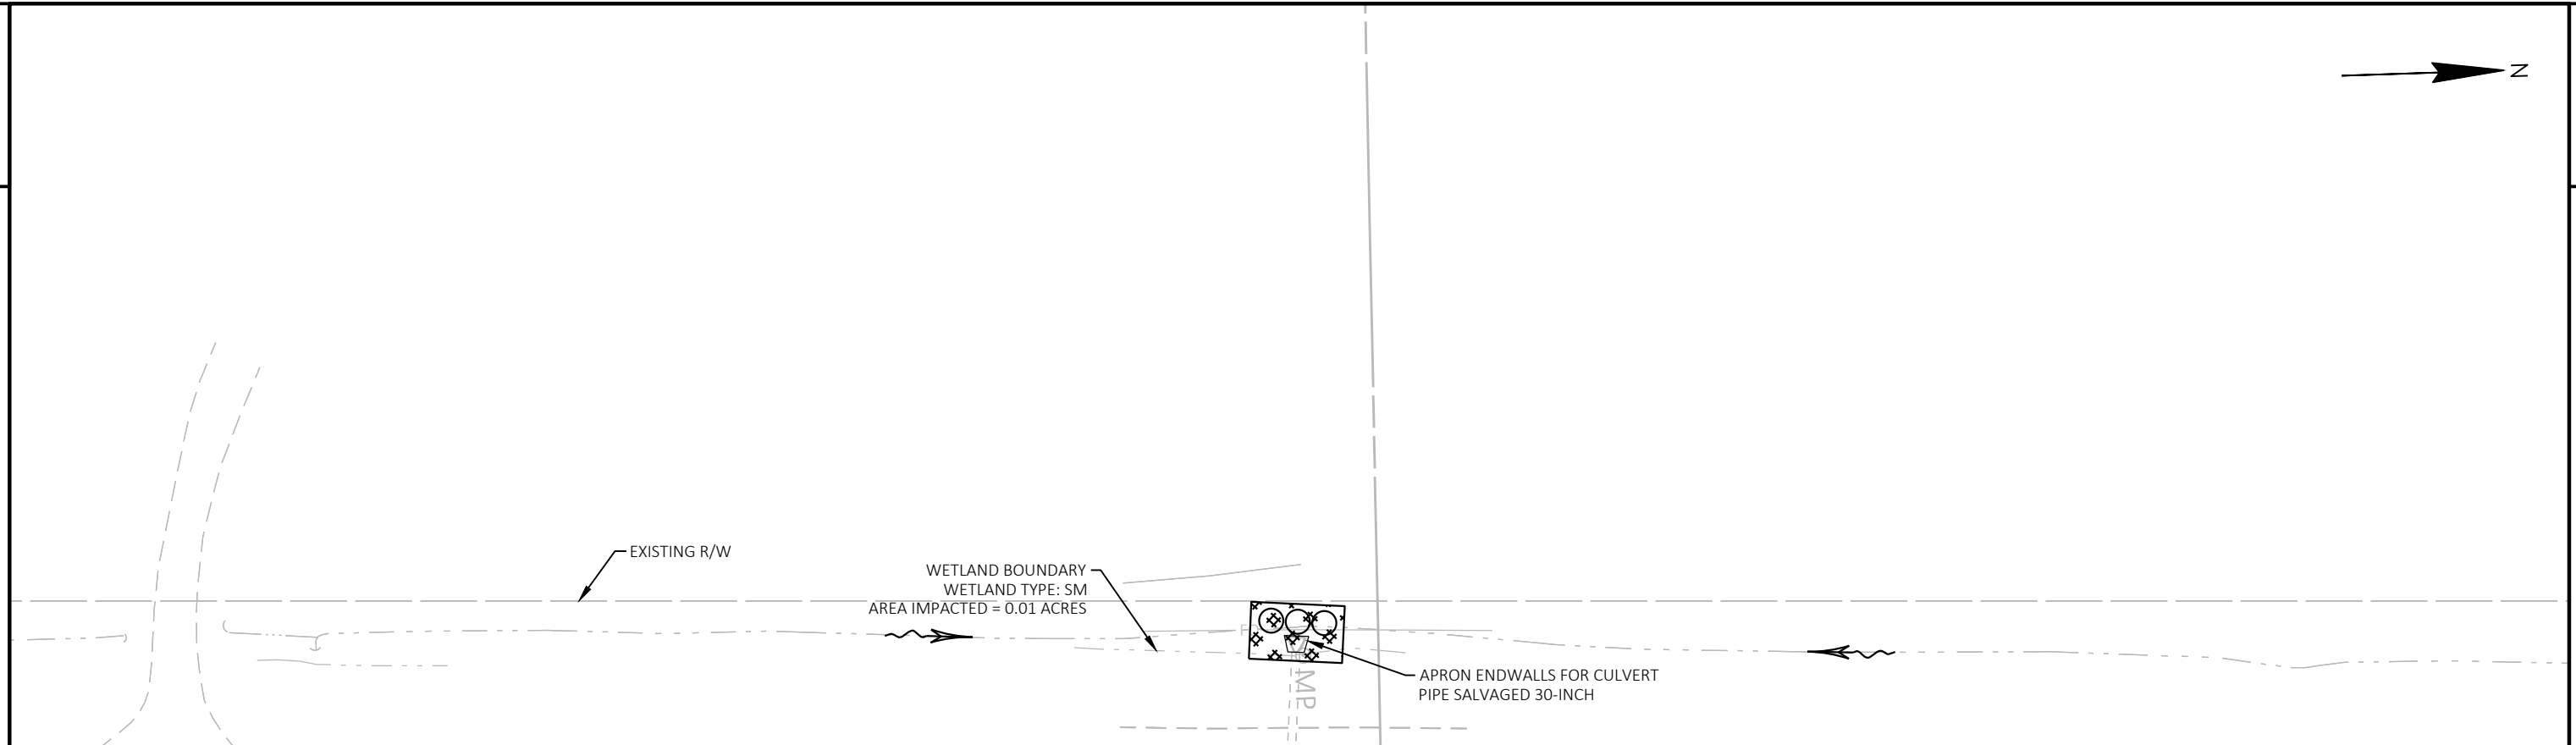 N
EXISTING R/W
WETLAND BOUNDARY
WETLAND TYPE: SM
AREA IMPACTED = 0.01 ACRES
APRON ENDWALLS FOR CULVERT
PIPE SALVAGED 30-INCH
MP